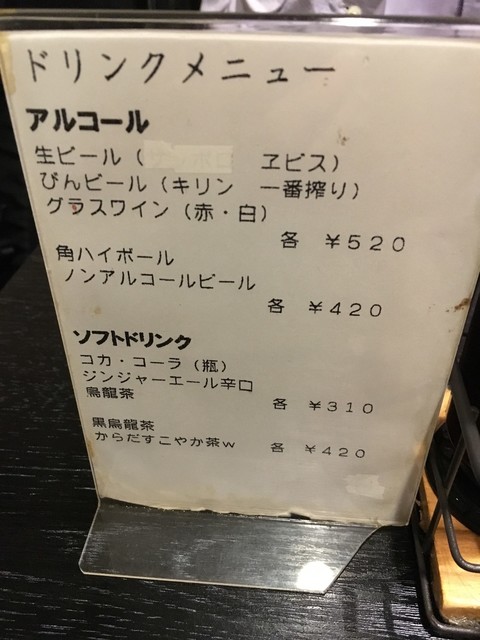 ドリンクメニュー
アルコール
生ビール（ ヱビス）
びんビール（キリン 一番搾り）
グラスワイン（赤・白）
各 ￥５２０
角ハイボール
ノンアルコールビール
各 ￥４２０
ソフトドリンク
コカ・コーラ（瓶）
ジンジャーエール辛口
烏龍茶
各 ￥３１０
黒烏龍茶
からだすこやか茶ｗ
各 ￥４２０